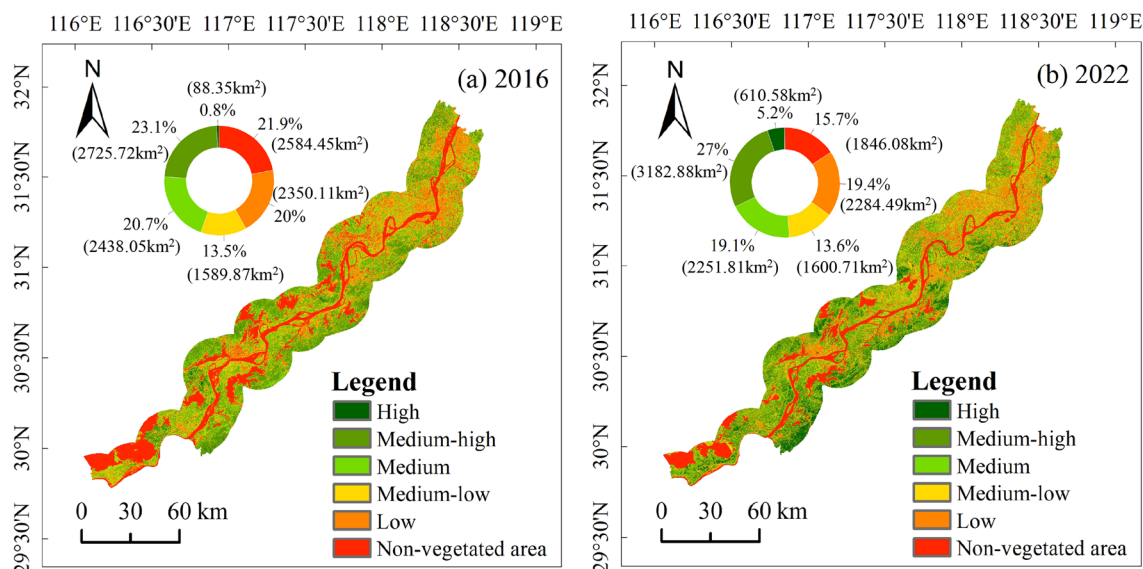 116°E 116°30'E 117°E 117°30'E 118°E 118°30'E 119°E
32°N
31°30'N
31°N
30°30'N
30°N
29°30'N
N
(a) 2016
(88.35km²)
0.8%
23.1%
(2725.72km²)
21.9%
(2584.45km²)
(2350.11km²)
20%
20.7%
(2438.05km²)
13.5%
(1589.87km²)
Legend
High
Medium-high
Medium
Medium-low
Low
Non-vegetated area
0 30 60 km
116°E 116°30'E 117°E 117°30'E 118°E 118°30'E 119°E
32°N
31°30'N
31°N
30°30'N
30°N
29°30'N
N
(b) 2022
(610.58km²)
5.2%
27%
(3182.88km²)
15.7%
(1846.08km²)
19.4%
(2284.49km²)
19.1%
(2251.81km²)
13.6%
(1600.71km²)
Legend
High
Medium-high
Medium
Medium-low
Low
Non-vegetated area
0 30 60 km